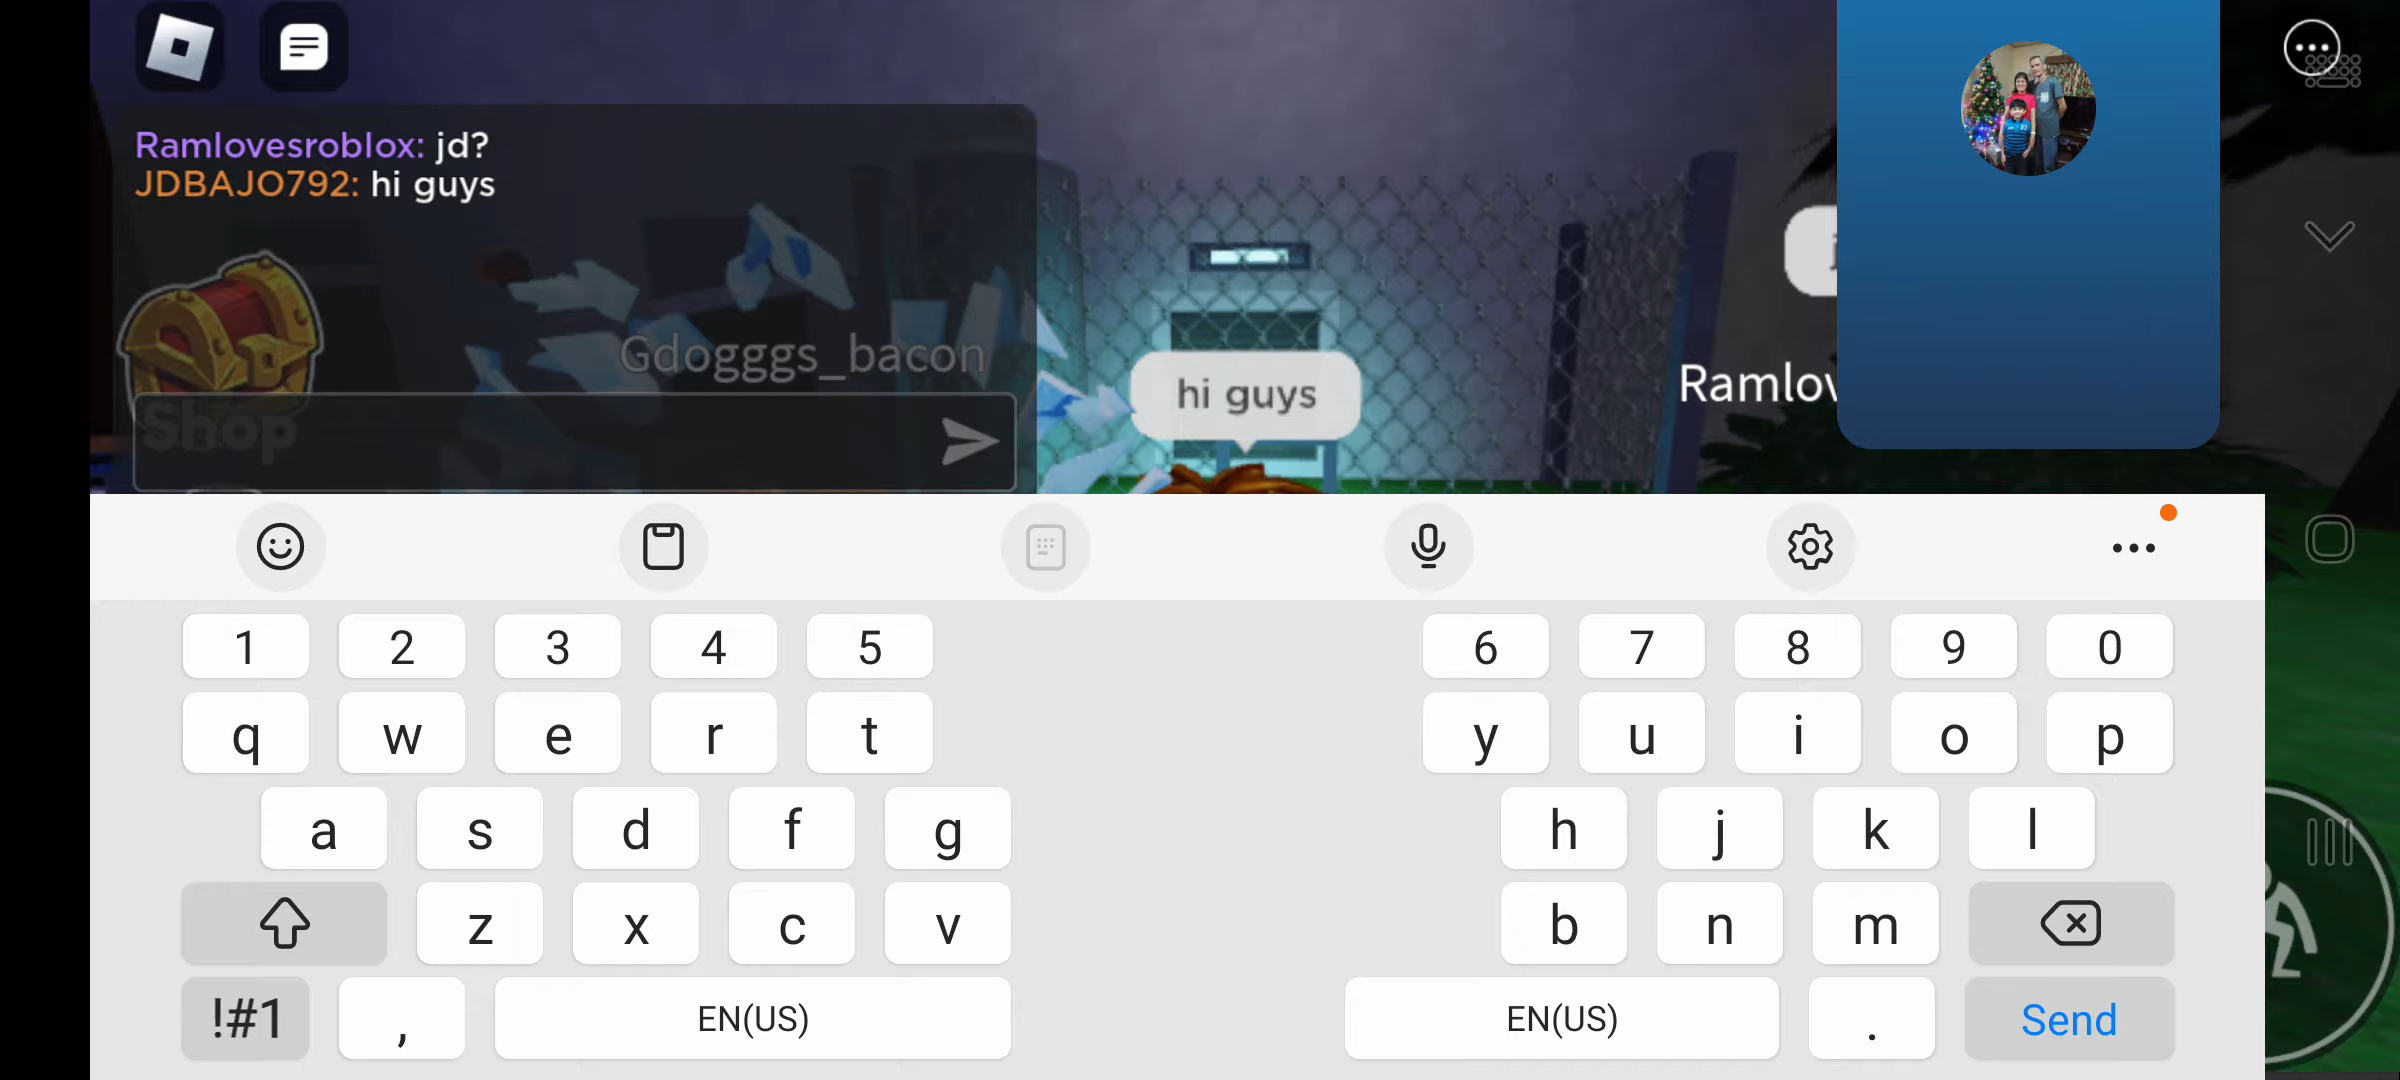 Ramlovesroblox: jd?
JDBAJO792: hi guys
Gdogggs_bacon
hi guys
Ramlov
Shop
1 2 3 4 5 6 7 8 9 0
q w e r t y u i o p
a s d f g h j k l
z x c v b n m
!#1 , EN(US) EN(US) . Send